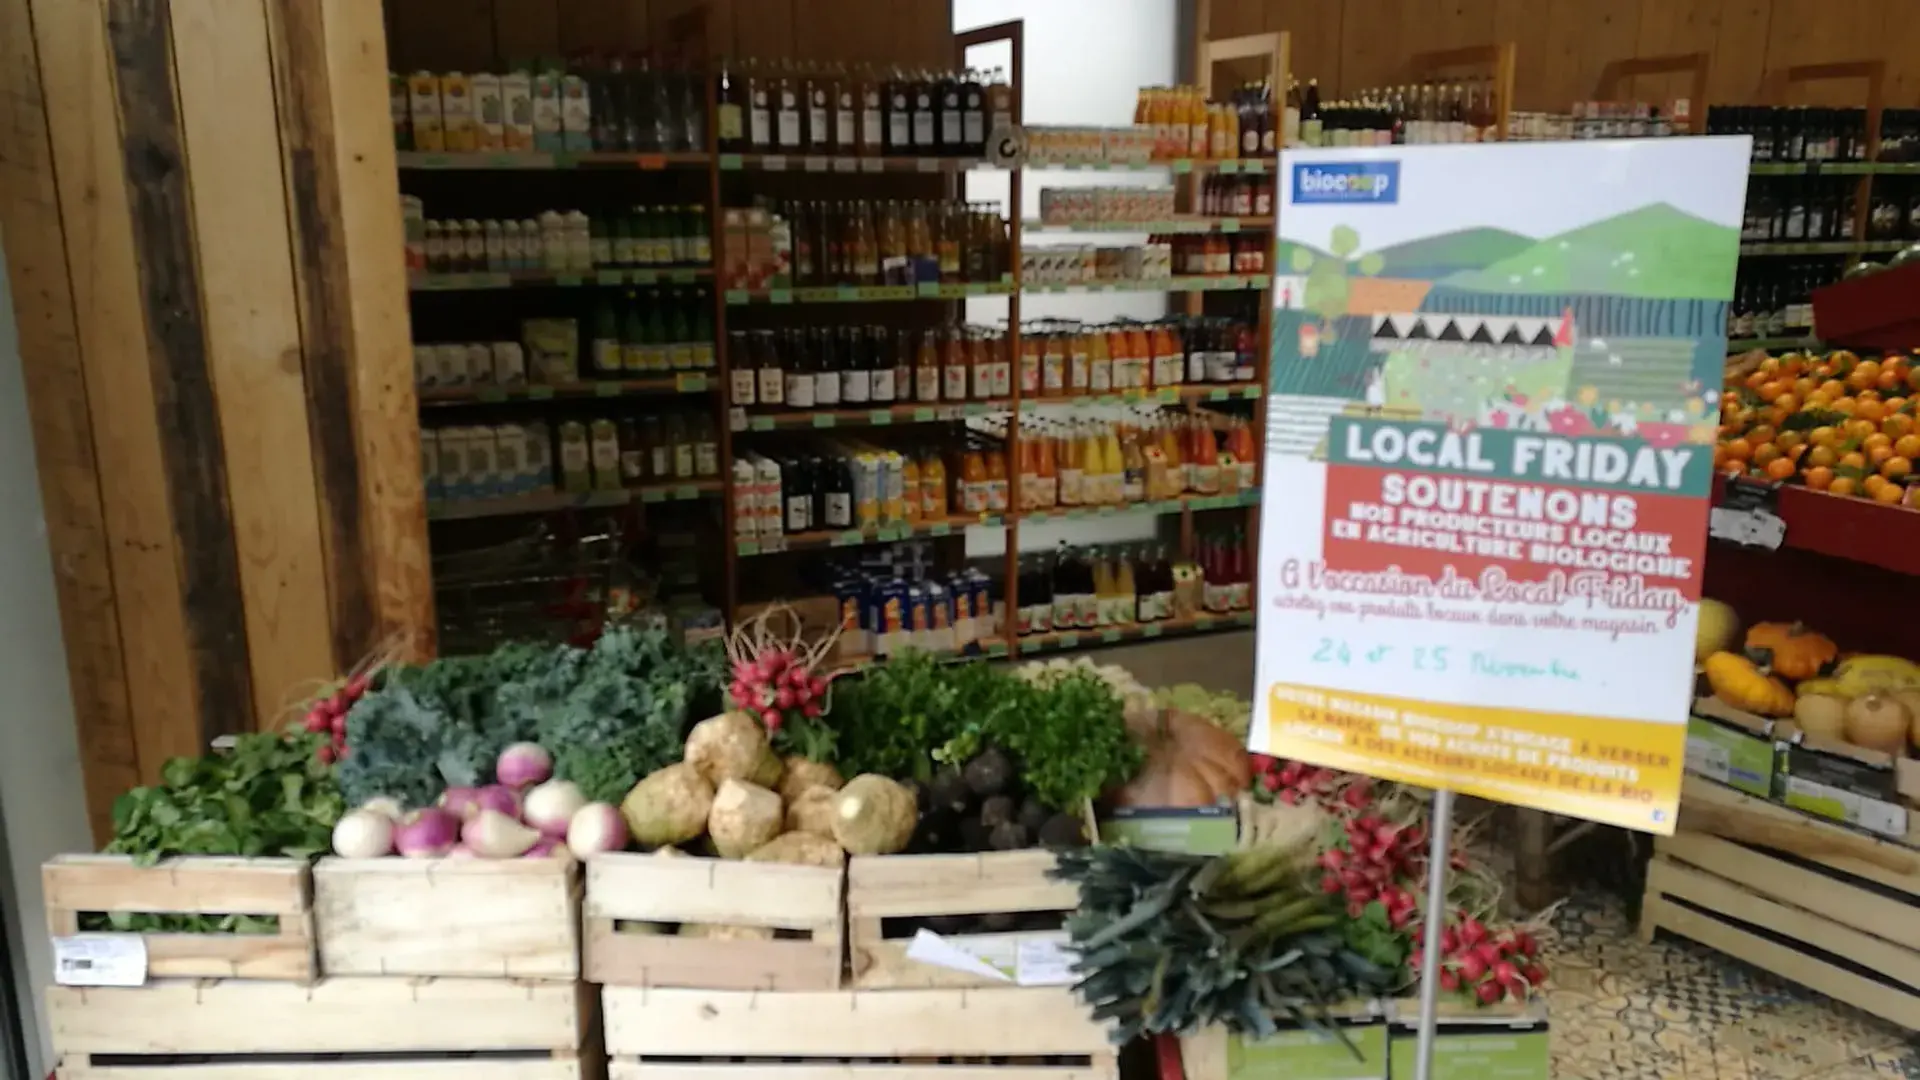 biocoop
LOCAL FRIDAY
SOUTENONS
NOS PRODUCTEURS LOCAUX
EN AGRICULTURE BIOLOGIQUE
A l'occasion du Local Friday,
achetez vos produits locaux dans votre magasin
24 et 25 Novembre
VOTRE MAGASIN BIOCOOP S'ENGAGE À VERSER
LA MARGE DE VOS ACHATS DE PRODUITS
LOCAUX À DES ACTEURS LOCAUX DE LA BIO